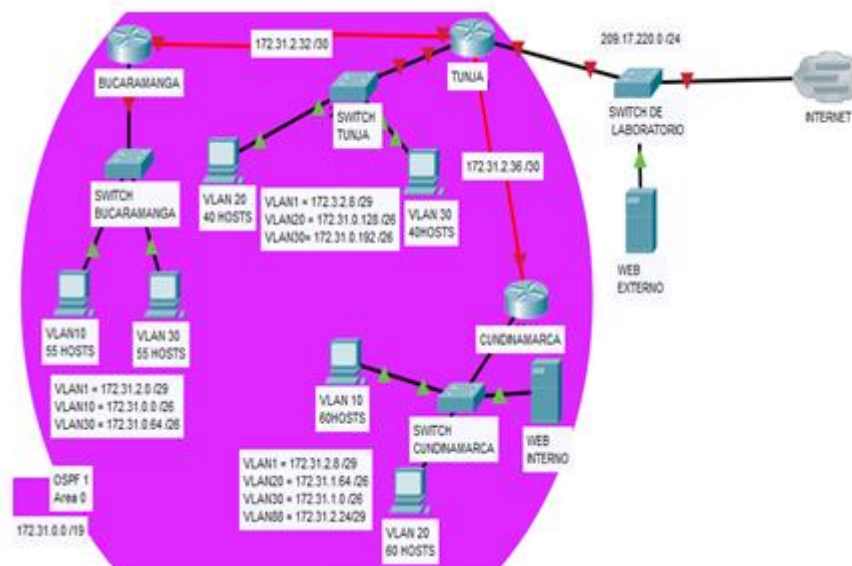 172.31.2.32 /30
209.17.220.0 /24
BUCARAMANGA
TUNJA
SWITCH
TUNJA
SWITCH DE
LABORATORIO
INTERNET
172.31.2.36 /30
SWITCH
BUCARAMANGA
VLAN 20
40 HOSTS
VLAN1 = 172.3.2.8 /29
VLAN20 = 172.31.0.128 /26
VLAN30= 172.31.0.192 /26
VLAN 30
40HOSTS
WEB
EXTERNO
VLAN10
55 HOSTS
VLAN 30
55 HOSTS
CUNDINAMARCA
VLAN1 = 172.31.2.0 /29
VLAN10 = 172.31.0.0 /26
VLAN30 = 172.31.0.64 /26
VLAN 10
60HOSTS
SWITCH
CUNDINAMARCA
WEB
INTERNO
VLAN1 = 172.31.2.8 /29
VLAN20 = 172.31.1.64 /26
VLAN30 = 172.31.1.0 /26
VLAN88 = 172.31.2.24/29
OSPF 1
Area 0
172.31.0.0 /19
VLAN 20
60 HOSTS